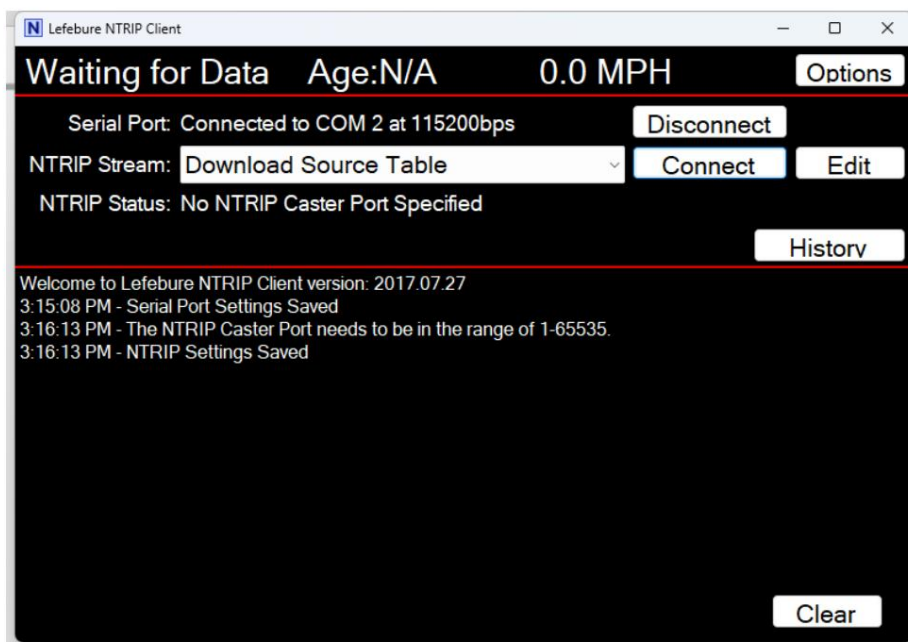 N Lefebure NTRIP Client
Waiting for Data Age:N/A 0.0 MPH Options
Serial Port: Connected to COM 2 at 115200bps Disconnect
NTRIP Stream: Download Source Table Connect Edit
NTRIP Status: No NTRIP Caster Port Specified
History
Welcome to Lefebure NTRIP Client version: 2017.07.27
3:15:08 PM - Serial Port Settings Saved
3:16:13 PM - The NTRIP Caster Port needs to be in the range of 1-65535.
3:16:13 PM - NTRIP Settings Saved
Clear